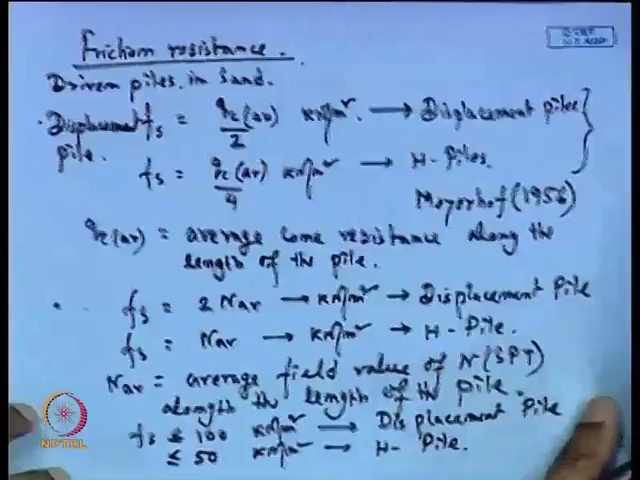 Friction resistance.
Driven piles in Sand.
Displacement pile. fs = qc(av)/2 kN/m² → Displacement pile
fs = qc(av)/4 kN/m² → H-Piles.
Meyerhof (1956)
qc(av) = average cone resistance along the
length of the pile.
fs = 2 Nav → kN/m² → Displacement Pile
fs = Nav → kN/m² → H-Pile.
Nav = average field value of N (SPT)
along the length of the pile.
fs ≤ 100 kN/m² → Displacement Pile
≤ 50 kN/m² → H-Pile.
NPTEL